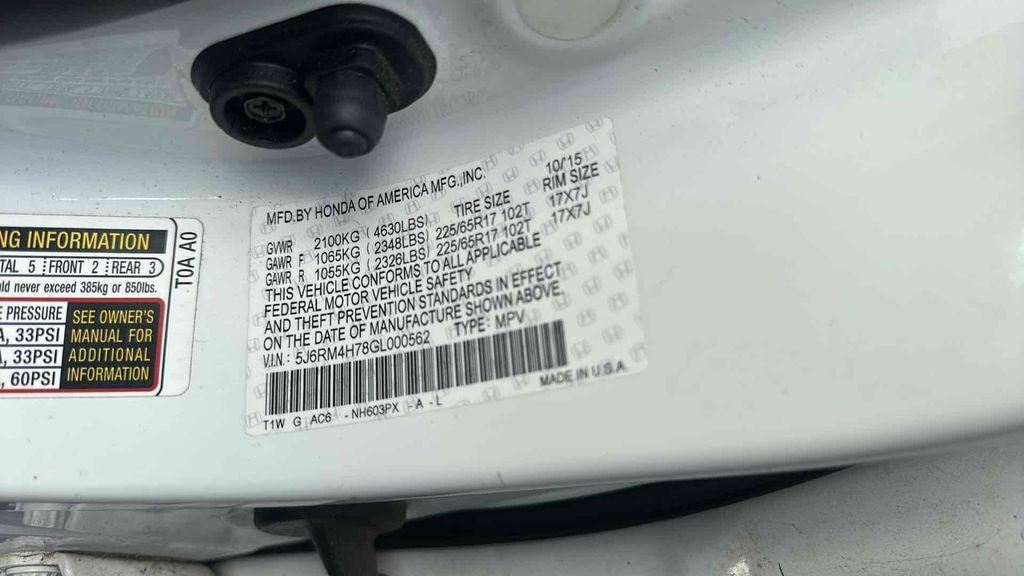 NG INFORMATION
TAL 5 FRONT 2 REAR 3
ld never exceed 385kg or 850lbs.
E PRESSURE
A, 33PSI
A, 33PSI
A, 60PSI
SEE OWNER'S
MANUAL FOR
ADDITIONAL
INFORMATION
T0A A0
MFD.BY HONDA OF AMERICA MFG.,INC. 10/15
TIRE SIZE RIM SIZE
GVWR 2100KG ( 4630LBS)
GAWR F 1065KG ( 2348LBS) 225/65R17 102T 17X7J
GAWR R 1055KG ( 2326LBS) 225/65R17 102T 17X7J
THIS VEHICLE CONFORMS TO ALL APPLICABLE
FEDERAL MOTOR VEHICLE SAFETY
AND THEFT PREVENTION STANDARDS IN EFFECT
ON THE DATE OF MANUFACTURE SHOWN ABOVE.
V.I.N.: 5J6RM4H78GL000562 TYPE: MPV
T1W G AC6 - NH603PX - A - L MADE IN U.S.A.